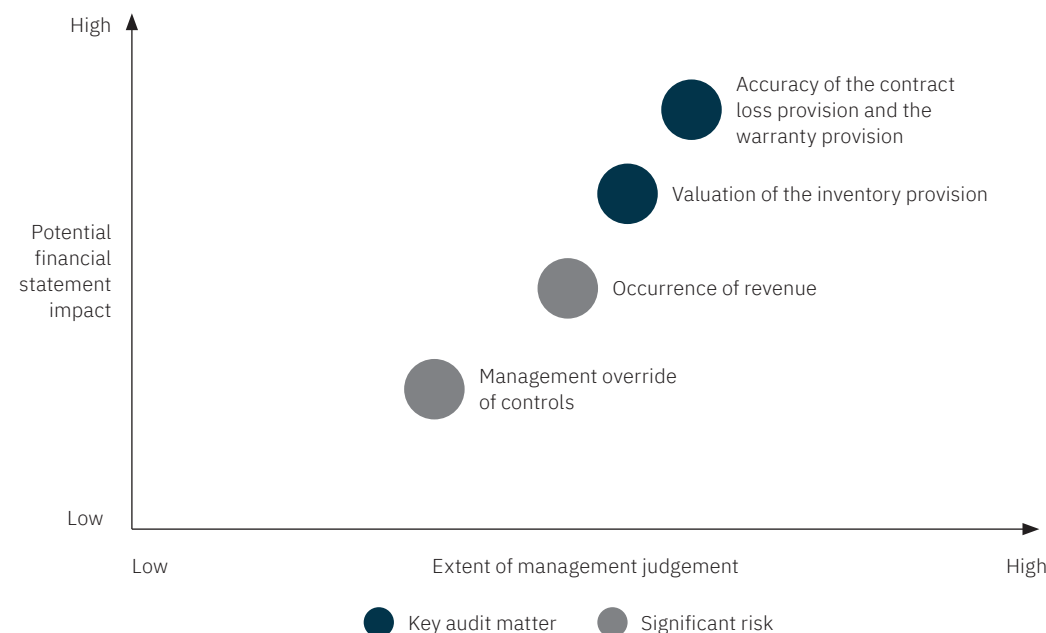 High
Accuracy of the contract
loss provision and the
warranty provision
Valuation of the inventory provision
Potential
financial
statement
impact
Occurrence of revenue
Management override
of controls
Low
Low
Extent of management judgement
High
Key audit matter
Significant risk